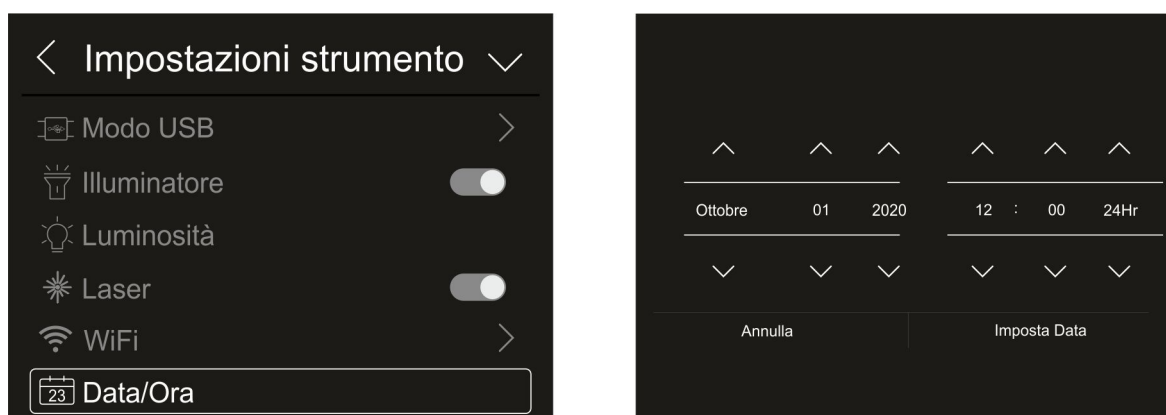 Impostazioni strumento
Modo USB
Illuminatore
Luminosità
Laser
WiFi
23 Data/Ora
Ottobre 01 2020 12 : 00 24Hr
Annulla Imposta Data